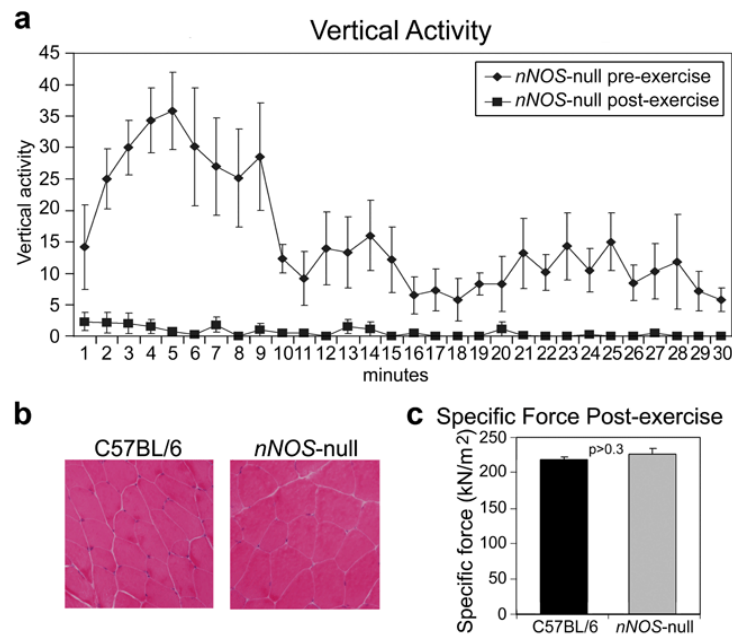 a
Vertical Activity
Vertical activity
45
40
35
30
25
20
15
10
5
0
nNOS-null pre-exercise
nNOS-null post-exercise
1 2 3 4 5 6 7 8 9 10 11 12 13 14 15 16 17 18 19 20 21 22 23 24 25 26 27 28 29 30
minutes
b
C57BL/6
nNOS-null
c
Specific Force Post-exercise
Specific force (kN/m²)
250
200
150
100
50
0
p>0.3
C57BL/6
nNOS-null